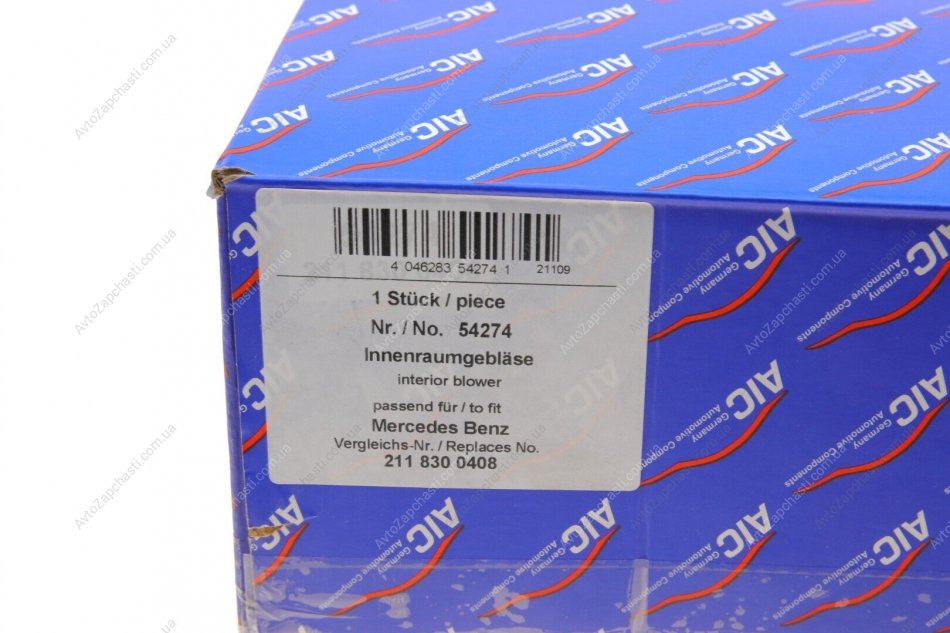 AIC
Germany
Automotive Components
4 046283 54274 1 21109
1 Stück / piece
Nr. / No. 54274
Innenraumgebläse
interior blower
passend für / to fit
Mercedes Benz
Vergleichs-Nr. / Replaces No.
211 830 0408
AvtoZapchasti.com.ua